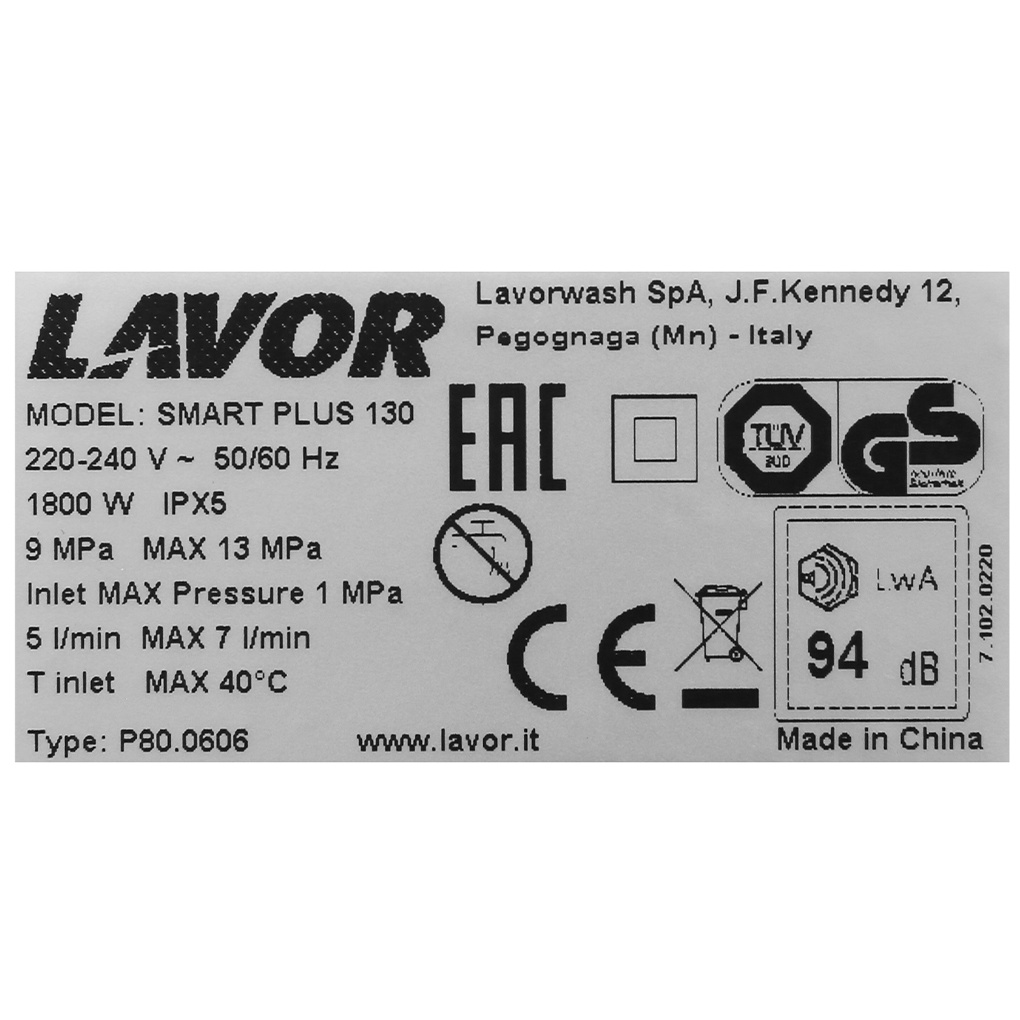 LAVOR
Lavorwash SpA, J.F.Kennedy 12,
Pegognaga (Mn) - Italy
MODEL: SMART PLUS 130
220-240 V ~ 50/60 Hz
1800 W IPX5
9 MPa MAX 13 MPa
Inlet MAX Pressure 1 MPa
5 l/min MAX 7 l/min
T inlet MAX 40°C
Type: P80.0606
www.lavor.it
EAC
TÜV
SÜD
GS
geprüfte
Sicherheit
CE
LWA
94 dB
7.102.0220
Made in China